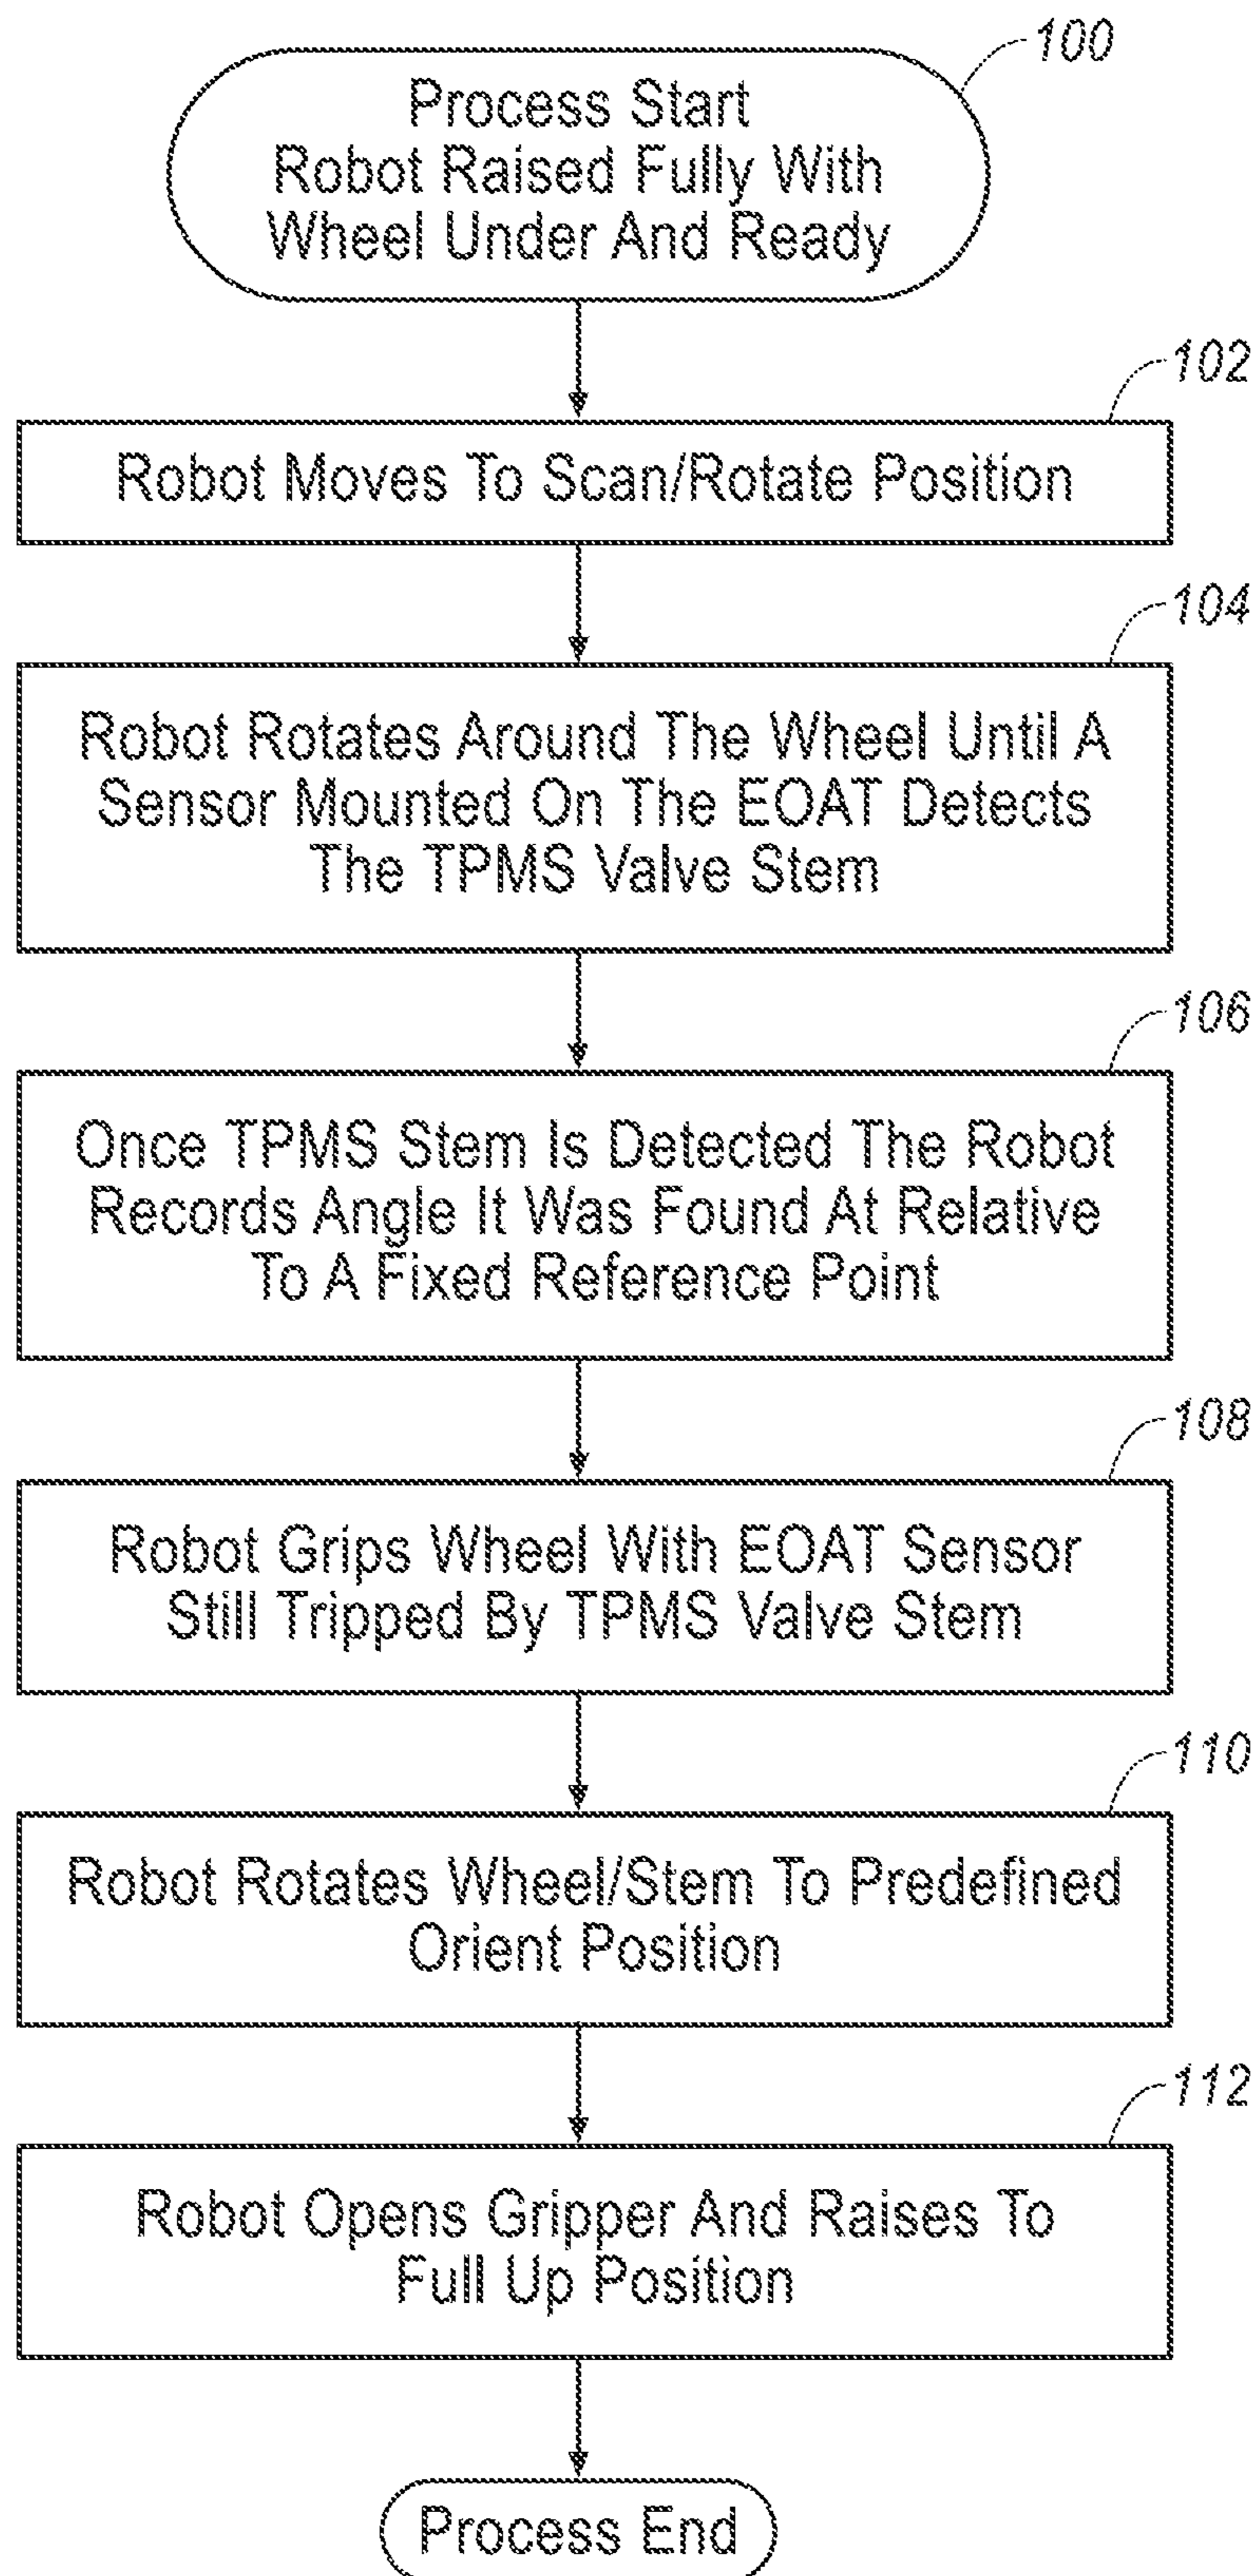 100
Process Start
Robot Raised Fully With
Wheel Under And Ready
102
Robot Moves To Scan/Rotate Position
104
Robot Rotates Around The Wheel Until A
Sensor Mounted On The EOAT Detects
The TPMS Valve Stem
106
Once TPMS Stem Is Detected The Robot
Records Angle It Was Found At Relative
To A Fixed Reference Point
108
Robot Grips Wheel With EOAT Sensor
Still Tripped By TPMS Valve Stem
110
Robot Rotates Wheel/Stem To Predefined
Orient Position
112
Robot Opens Gripper And Raises To
Full Up Position
Process End